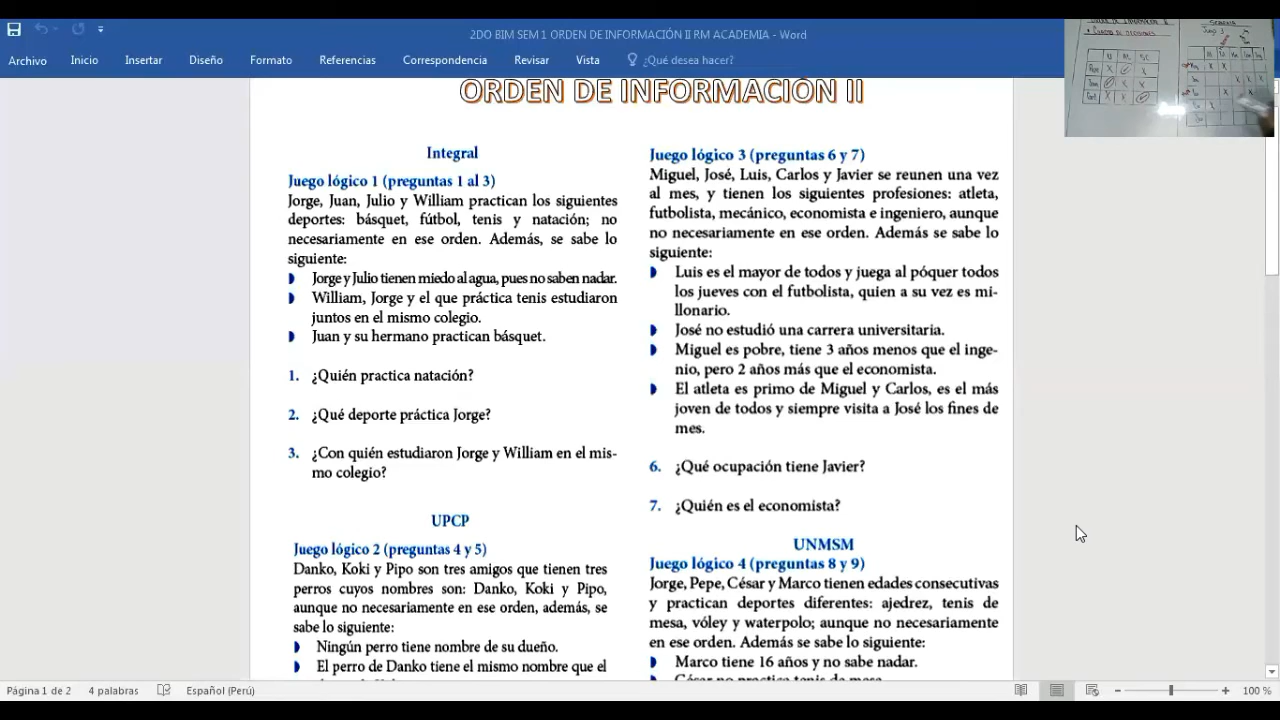 2DO BIM SEM 1 ORDEN DE INFORMACIÓN II RM ACADEMIA - Word
Archivo Inicio Insertar Diseño Formato Referencias Correspondencia Revisar Vista ¿Qué desea hacer?
ORDEN DE INFORMACIÓN II
Integral
Juego lógico 1 (preguntas 1 al 3)
Jorge, Juan, Julio y William practican los siguientes
deportes: básquet, fútbol, tenis y natación; no
necesariamente en ese orden. Además, se sabe lo
siguiente:
Jorge y Julio tienen miedo al agua, pues no saben nadar.
William, Jorge y el que práctica tenis estudiaron
juntos en el mismo colegio.
Juan y su hermano practican básquet.
1. ¿Quién practica natación?
2. ¿Qué deporte práctica Jorge?
3. ¿Con quién estudiaron Jorge y William en el mis-
mo colegio?
UPCP
Juego lógico 2 (preguntas 4 y 5)
Danko, Koki y Pipo son tres amigos que tienen tres
perros cuyos nombres son: Danko, Koki y Pipo,
aunque no necesariamente en ese orden, además, se
sabe lo siguiente:
Ningún perro tiene nombre de su dueño.
El perro de Danko tiene el mismo nombre que el
Juego lógico 3 (preguntas 6 y 7)
Miguel, José, Luis, Carlos y Javier se reunen una vez
al mes, y tienen los siguientes profesiones: atleta,
futbolista, mecánico, economista e ingeniero, aunque
no necesariamente en ese orden. Además se sabe lo
siguiente:
Luis es el mayor de todos y juega al póquer todos
los jueves con el futbolista, quien a su vez es mi-
llonario.
José no estudió una carrera universitaria.
Miguel es pobre, tiene 3 años menos que el inge-
nio, pero 2 años más que el economista.
El atleta es primo de Miguel y Carlos, es el más
joven de todos y siempre visita a José los fines de
mes.
6. ¿Qué ocupación tiene Javier?
7. ¿Quién es el economista?
UNMSM
Juego lógico 4 (preguntas 8 y 9)
Jorge, Pepe, César y Marco tienen edades consecutivas
y practican deportes diferentes: ajedrez, tenis de
mesa, vóley y waterpolo; aunque no necesariamente
en ese orden. Además se sabe lo siguiente:
Marco tiene 16 años y no sabe nadar.
César no practica tenis de mesa.
Página 1 de 2 4 palabras Español (Perú) 100 %